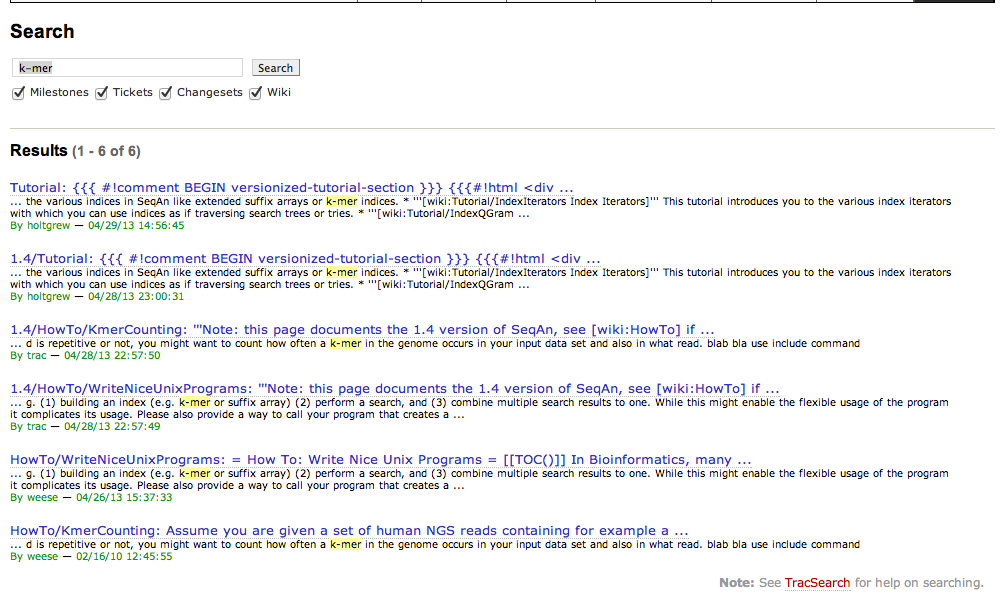 Search
k-mer Search
Milestones Tickets Changesets Wiki
Results (1 - 6 of 6)
Tutorial: {{{ #!comment BEGIN versionized-tutorial-section }}} {{{#!html <div ...
... the various indices in SeqAn like extended suffix arrays or k-mer indices. * '''[wiki:Tutorial/IndexIterators Index Iterators]''' This tutorial introduces you to the various index iterators
with which you can use indices as if traversing search trees or tries. * '''[wiki:Tutorial/IndexQGram ...
By holtgrew — 04/29/13 14:56:45
1.4/Tutorial: {{{ #!comment BEGIN versionized-tutorial-section }}} {{{#!html <div ...
... the various indices in SeqAn like extended suffix arrays or k-mer indices. * '''[wiki:Tutorial/IndexIterators Index Iterators]''' This tutorial introduces you to the various index iterators
with which you can use indices as if traversing search trees or tries. * '''[wiki:Tutorial/IndexQGram ...
By holtgrew — 04/28/13 23:00:31
1.4/HowTo/KmerCounting: '''Note: this page documents the 1.4 version of SeqAn, see [wiki:HowTo] if ...
... d is repetitive or not, you might want to count how often a k-mer in the genome occurs in your input data set and also in what read. blab bla use include command
By trac — 04/28/13 22:57:50
1.4/HowTo/WriteNiceUnixPrograms: '''Note: this page documents the 1.4 version of SeqAn, see [wiki:HowTo] if ...
... g. (1) building an index (e.g. k-mer or suffix array) (2) perform a search, and (3) combine multiple search results to one. While this might enable the flexible usage of the program
it complicates its usage. Please also provide a way to call your program that creates a ...
By trac — 04/28/13 22:57:49
HowTo/WriteNiceUnixPrograms: = How To: Write Nice Unix Programs = [[TOC()]] In Bioinformatics, many ...
... g. (1) building an index (e.g. k-mer or suffix array) (2) perform a search, and (3) combine multiple search results to one. While this might enable the flexible usage of the program
it complicates its usage. Please also provide a way to call your program that creates a ...
By weese — 04/26/13 15:37:33
HowTo/KmerCounting: Assume you are given a set of human NGS reads containing for example a ...
... d is repetitive or not, you might want to count how often a k-mer in the genome occurs in your input data set and also in what read. blab bla use include command
By weese — 02/16/10 12:45:55
Note: See TracSearch for help on searching.